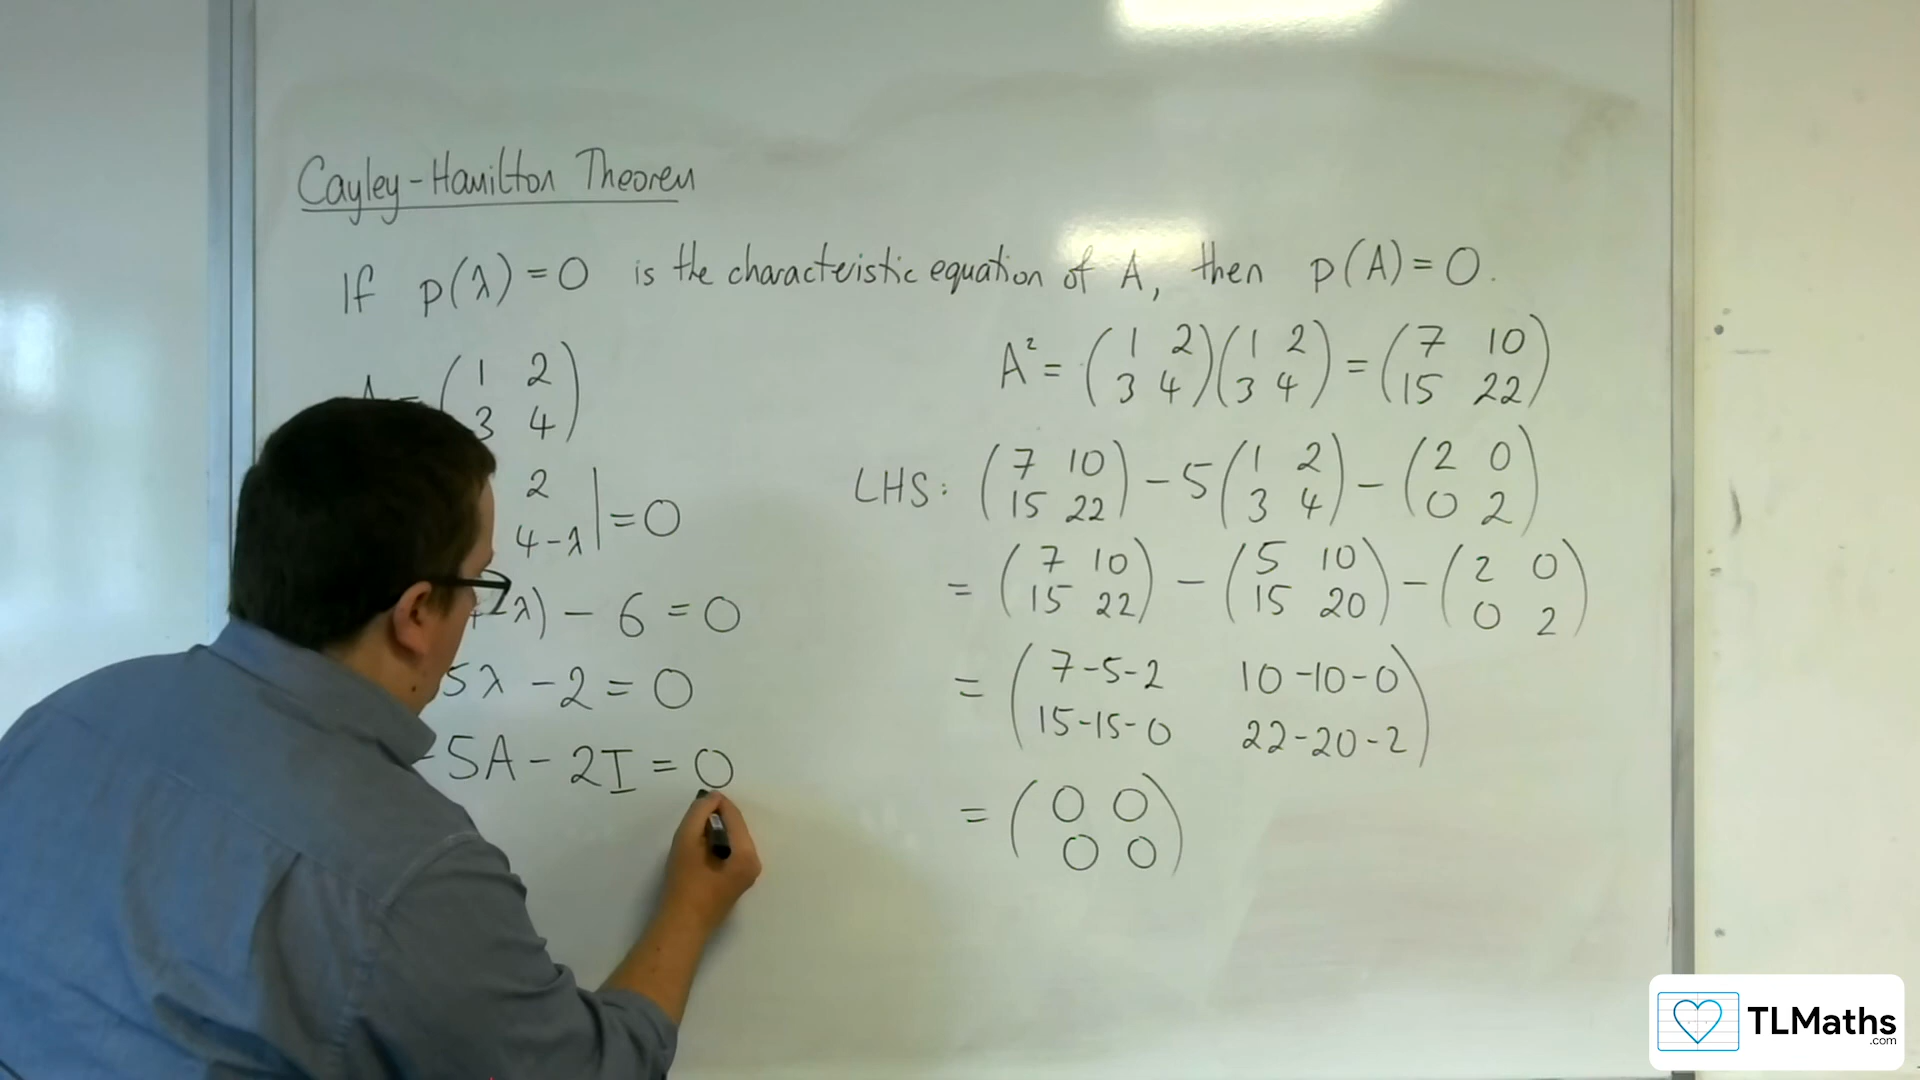 Cayley-Hamilton Theorem
If p(λ)=0 is the characteristic equation of A, then p(A)=0.
(1 2
3 4)
2
4-λ|=0
λ) - 6 = 0
5λ - 2 = 0
5A - 2I = 0
A² = (1 2
3 4)(1 2
3 4) = (7 10
15 22)
LHS: (7 10
15 22) - 5(1 2
3 4) - (2 0
0 2)
= (7 10
15 22) - (5 10
15 20) - (2 0
0 2)
= (7-5-2 10-10-0
15-15-0 22-20-2)
= (0 0
0 0)
TLMaths
.com